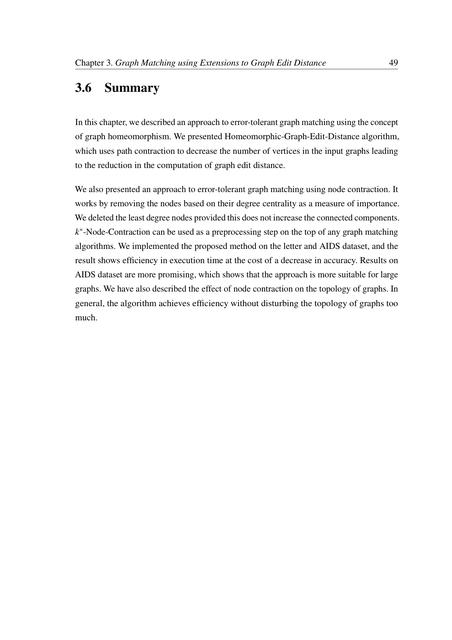 Chapter 3. Graph Matching using Extensions to Graph Edit Distance 49
3.6 Summary
In this chapter, we described an approach to error-tolerant graph matching using the concept
of graph homeomorphism. We presented Homeomorphic-Graph-Edit-Distance algorithm,
which uses path contraction to decrease the number of vertices in the input graphs leading
to the reduction in the computation of graph edit distance.
We also presented an approach to error-tolerant graph matching using node contraction. It
works by removing the nodes based on their degree centrality as a measure of importance.
We deleted the least degree nodes provided this does not increase the connected components.
k*-Node-Contraction can be used as a preprocessing step on the top of any graph matching
algorithms. We implemented the proposed method on the letter and AIDS dataset, and the
result shows efficiency in execution time at the cost of a decrease in accuracy. Results on
AIDS dataset are more promising, which shows that the approach is more suitable for large
graphs. We have also described the effect of node contraction on the topology of graphs. In
general, the algorithm achieves efficiency without disturbing the topology of graphs too
much.